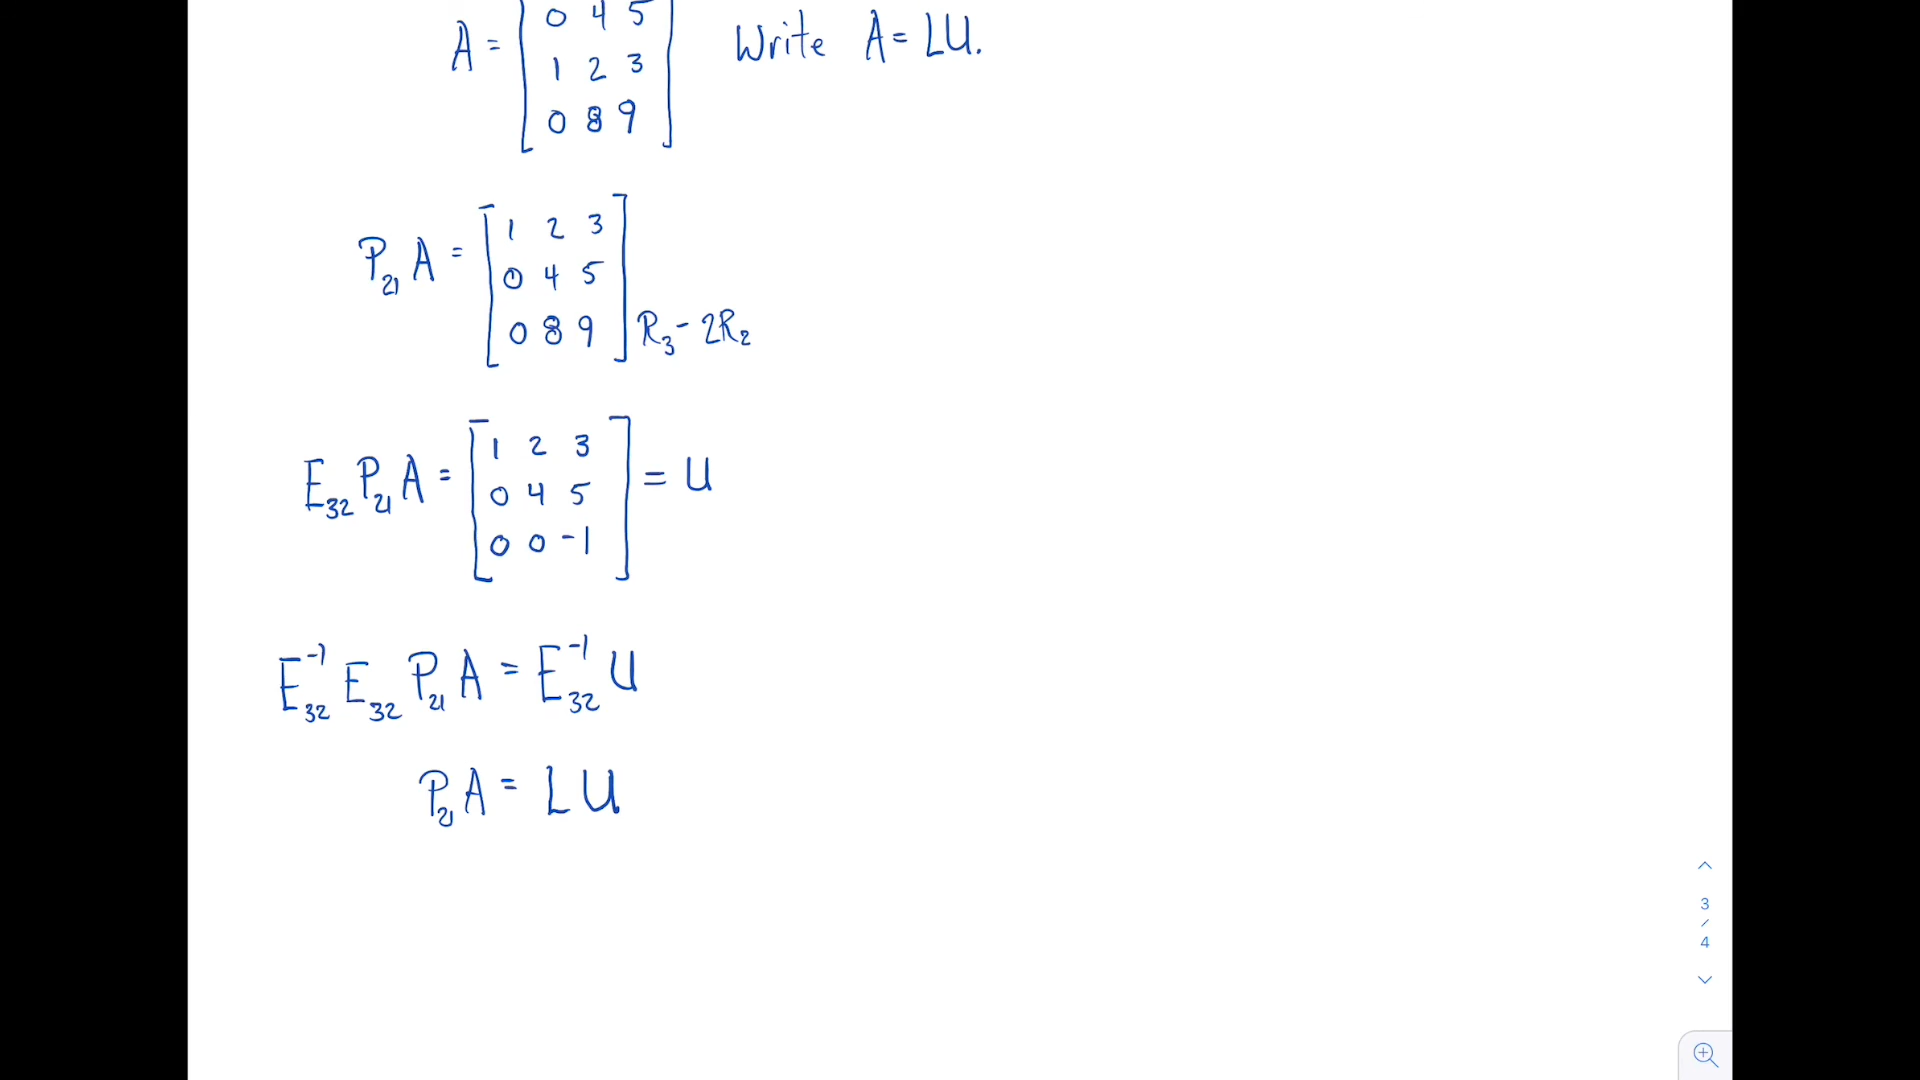 0 4 5
A = 1 2 3 Write A = LU.
0 8 9
1 2 3
P₂₁ A = 0 4 5
0 8 9 R₃ - 2R₂
1 2 3
E₃₂ P₂₁ A = 0 4 5 = U
0 0 -1
E₃₂⁻¹ E₃₂ P₂₁ A = E₃₂⁻¹ U
P₂₁ A = L U
3
/
4